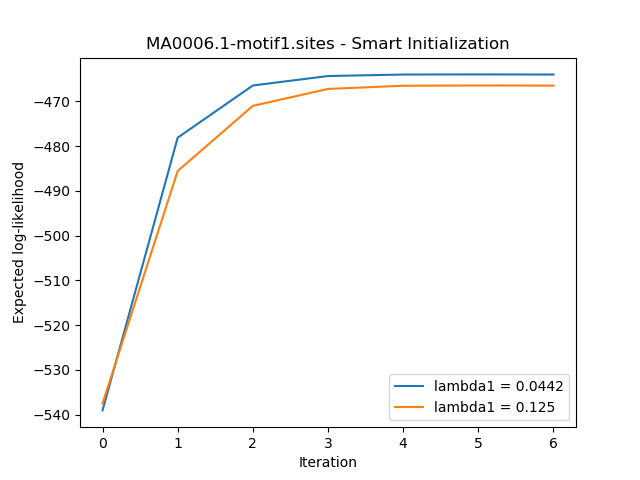 MA0006.1-motif1.sites - Smart Initialization
Expected log-likelihood
−470
−480
−490
−500
−510
−520
−530
−540
lambda1 = 0.0442
lambda1 = 0.125
0 1 2 3 4 5 6
Iteration